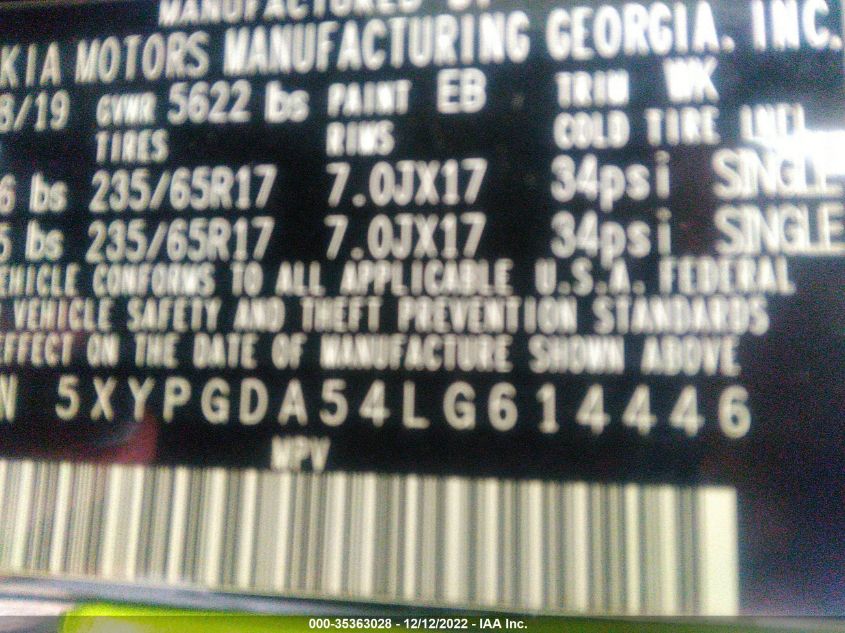 MANUFACTURED BY
KIA MOTORS MANUFACTURING GEORGIA, INC.
8/19 GVWR 5622 lbs PAINT EB TRIM WK
TIRES RIMS COLD TIRE INFL
6 lbs 235/65R17 7.0JX17 34psi SINGLE
5 lbs 235/65R17 7.0JX17 34psi SINGLE
EHICLE CONFORMS TO ALL APPLICABLE U.S.A. FEDERAL
VEHICLE SAFETY AND THEFT PREVENTION STANDARDS
EFFECT ON THE DATE OF MANUFACTURE SHOWN ABOVE
N 5XYPGDA54LG614446
MPV
000-35363028 - 12/12/2022 - IAA Inc.